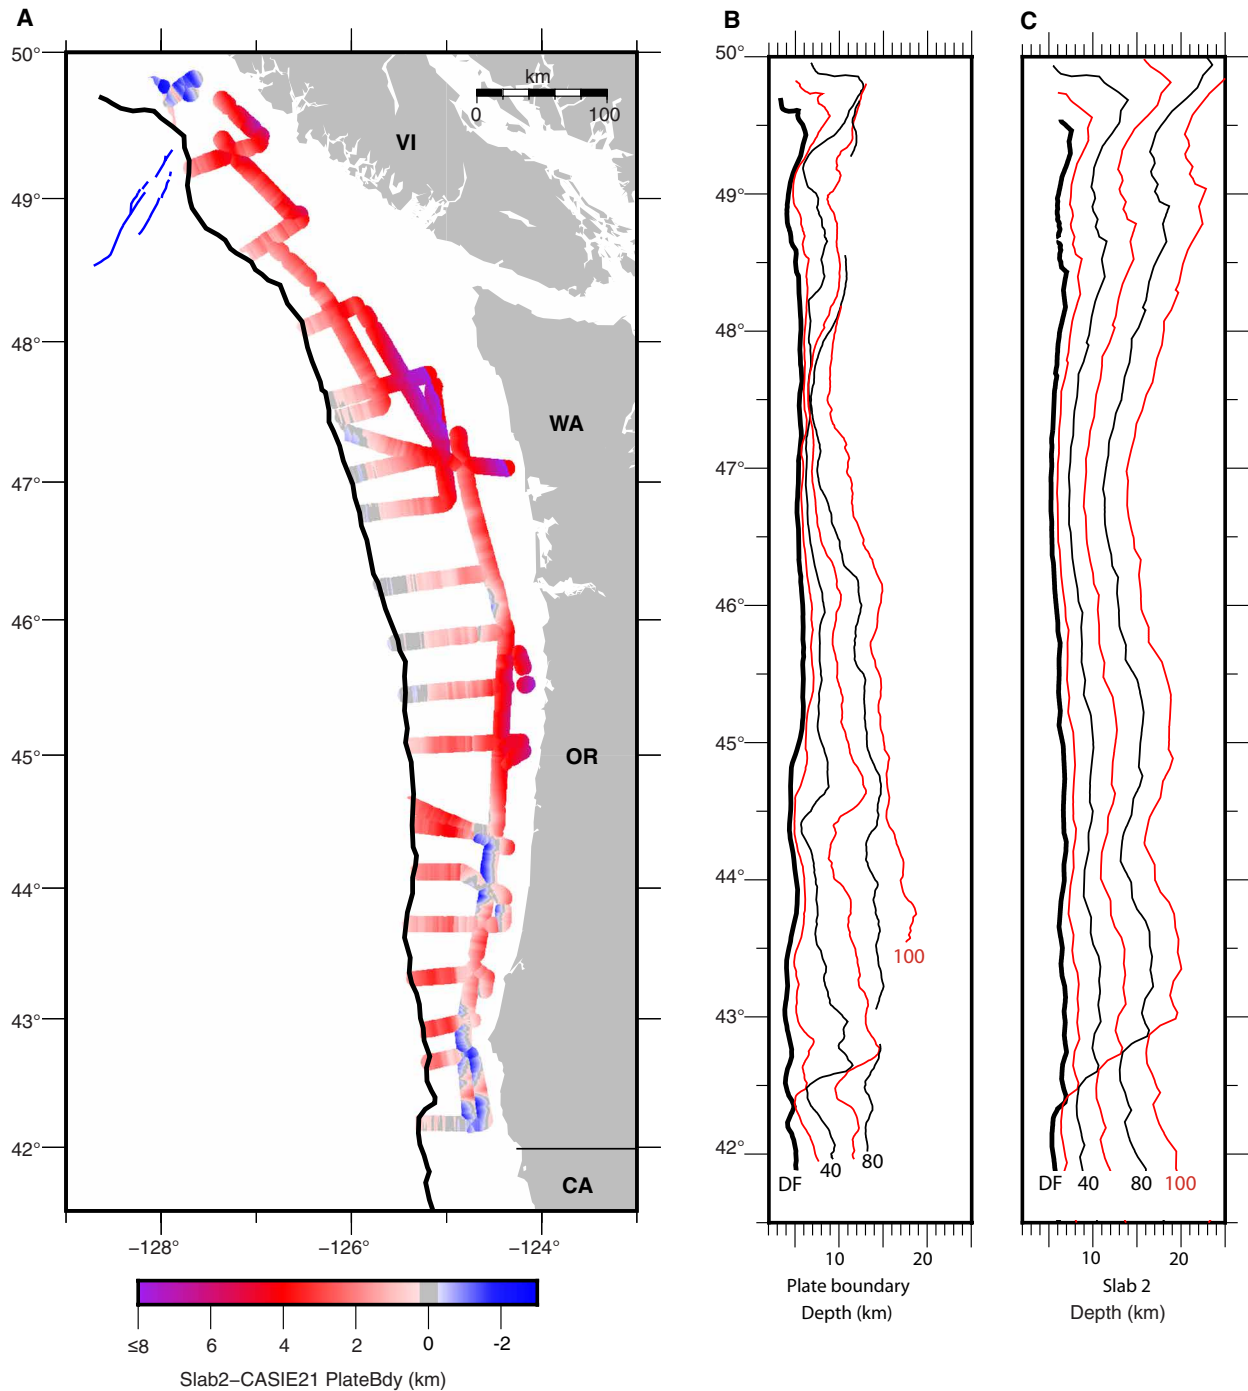 A
B
C
50°
49°
48°
47°
46°
45°
44°
43°
42°
km
0
100
VI
WA
OR
CA
−128°
−126°
−124°
≤8
6
4
2
0
-2
Slab2−CASIE21 PlateBdy (km)
50°
49°
48°
47°
46°
45°
44°
43°
42°
100
DF
40
80
10
20
Plate boundary
Depth (km)
DF
40
80
100
10
20
Slab 2
Depth (km)